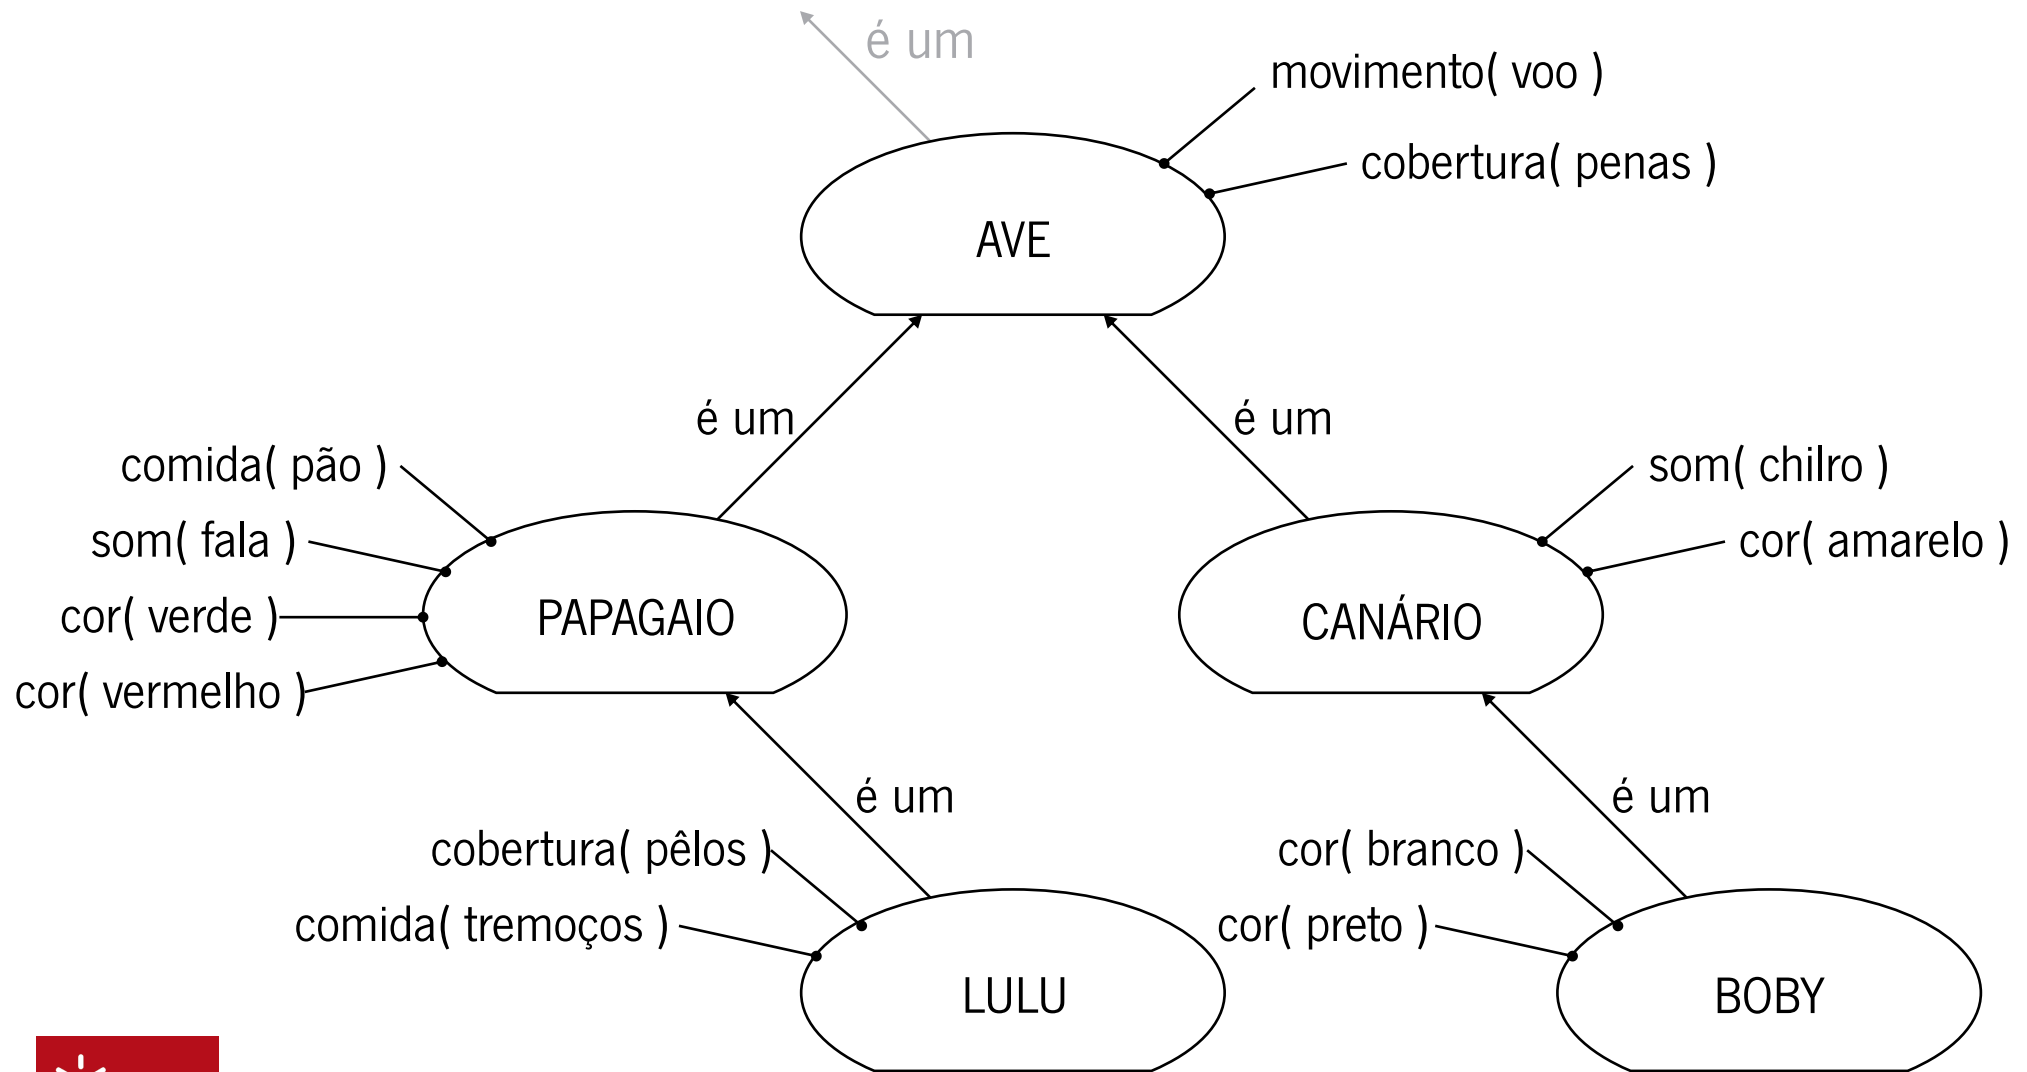 é um
movimento( voo )
cobertura( penas )
AVE
é um
é um
comida( pão )
som( chilro )
som( fala )
cor( amarelo )
cor( verde )
PAPAGAIO
CANÁRIO
cor( vermelho )
é um
é um
cobertura( pêlos )
cor( branco )
comida( tremoços )
cor( preto )
LULU
BOBY